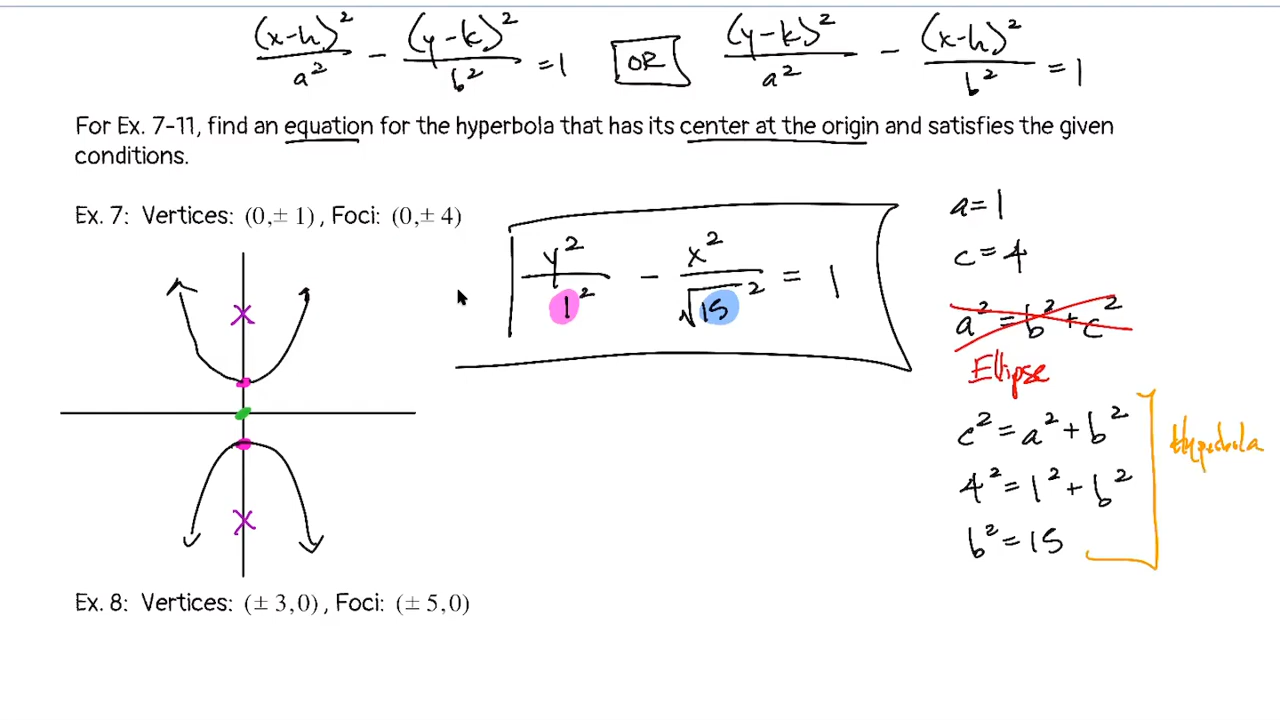 (x-h)²/a² - (y-k)²/b² = 1 OR (y-k)²/a² - (x-h)²/b² = 1
For Ex. 7-11, find an equation for the hyperbola that has its center at the origin and satisfies the given
conditions.
Ex. 7: Vertices: (0,± 1), Foci: (0,± 4)
y²/1² - x²/√15² = 1
a=1
c=4
a²=b²+c²
Ellipse
c²=a²+b²
4²=1²+b²
b²=15
Hyperbola
Ex. 8: Vertices: (± 3,0), Foci: (± 5,0)